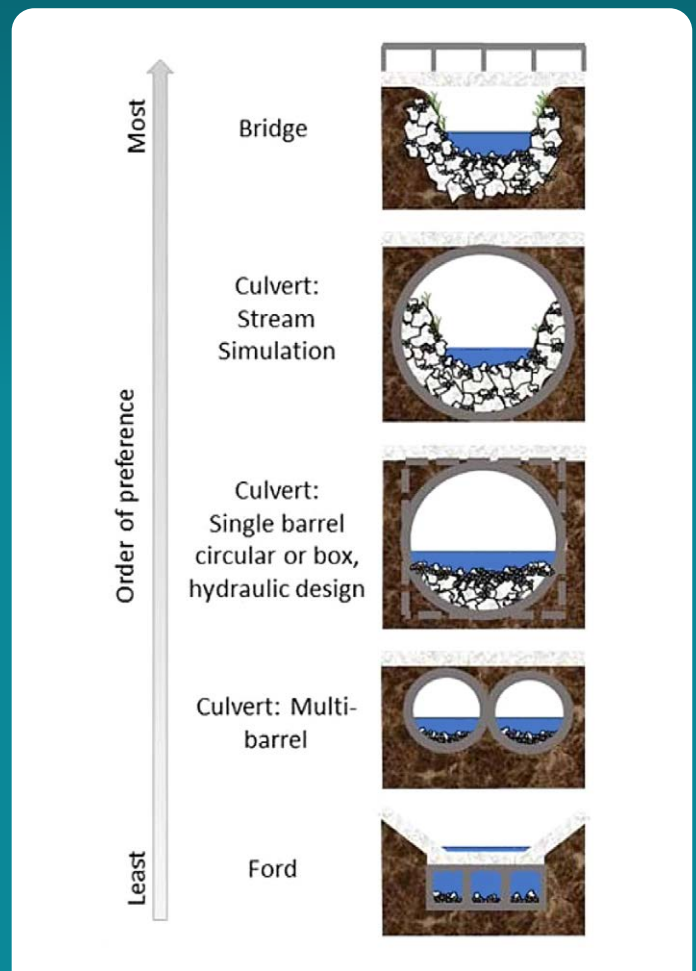 Most
Order of preference
Least
Bridge
Culvert:
Stream
Simulation
Culvert:
Single barrel
circular or box,
hydraulic design
Culvert: Multi-
barrel
Ford